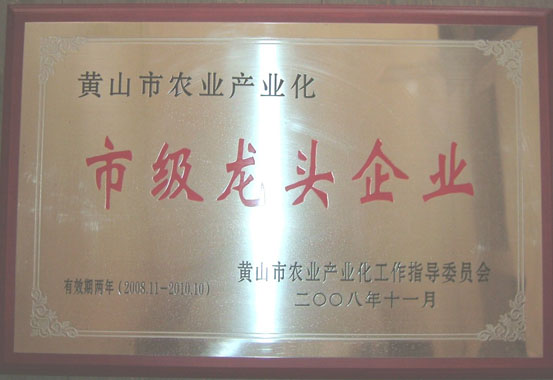 黄山市农业产业化
市级龙头企业
黄山市农业产业化工作指导委员会
有效期两年（2008.11-2010.10）
二〇〇八年十一月